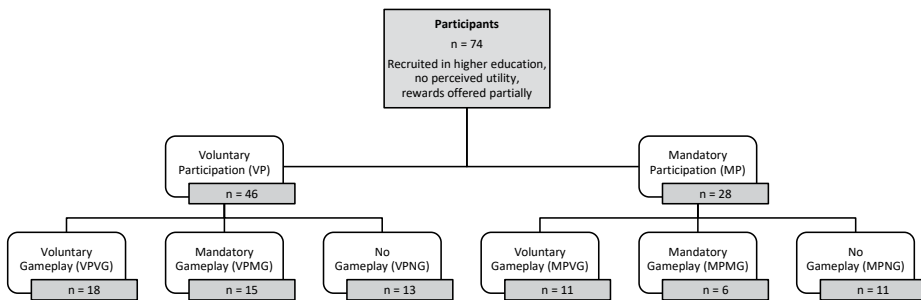 Participants
n = 74
Recruited in higher education,
no perceived utility,
rewards offered partially
Voluntary
Participation (VP)
n = 46
Mandatory
Participation (MP)
n = 28
Voluntary
Gameplay (VPVG)
n = 18
Mandatory
Gameplay (VPMG)
n = 15
No
Gameplay (VPNG)
n = 13
Voluntary
Gameplay (MPVG)
n = 11
Mandatory
Gameplay (MPMG)
n = 6
No
Gameplay (MPNG)
n = 11